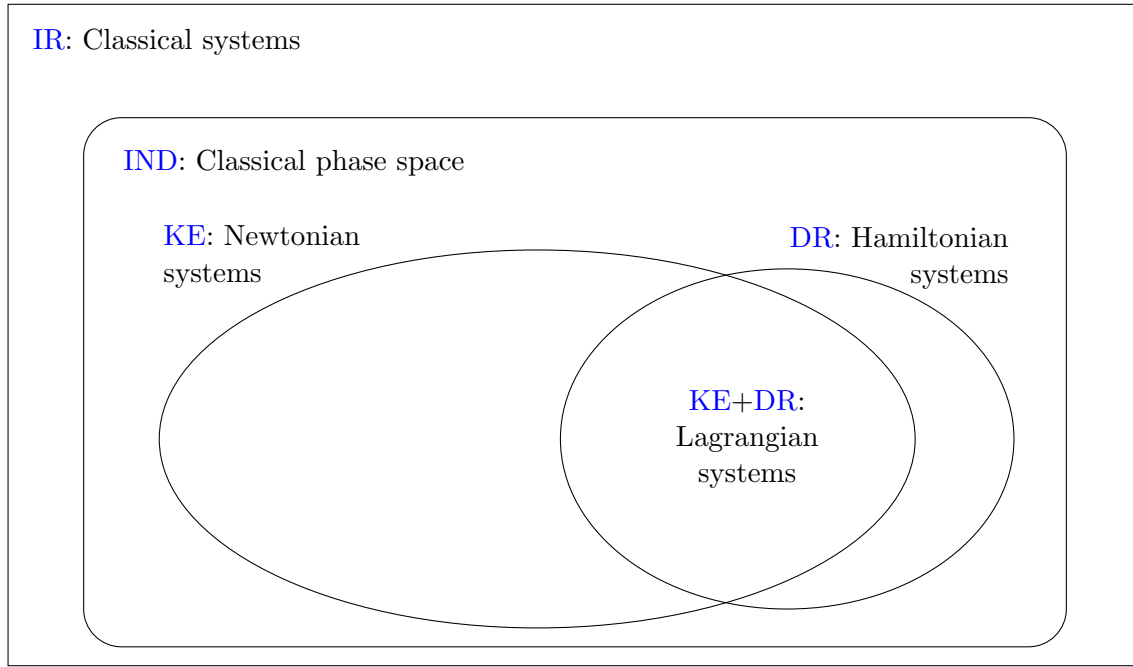 IR: Classical systems
IND: Classical phase space
KE: Newtonian
systems
DR: Hamiltonian
systems
KE+DR:
Lagrangian
systems